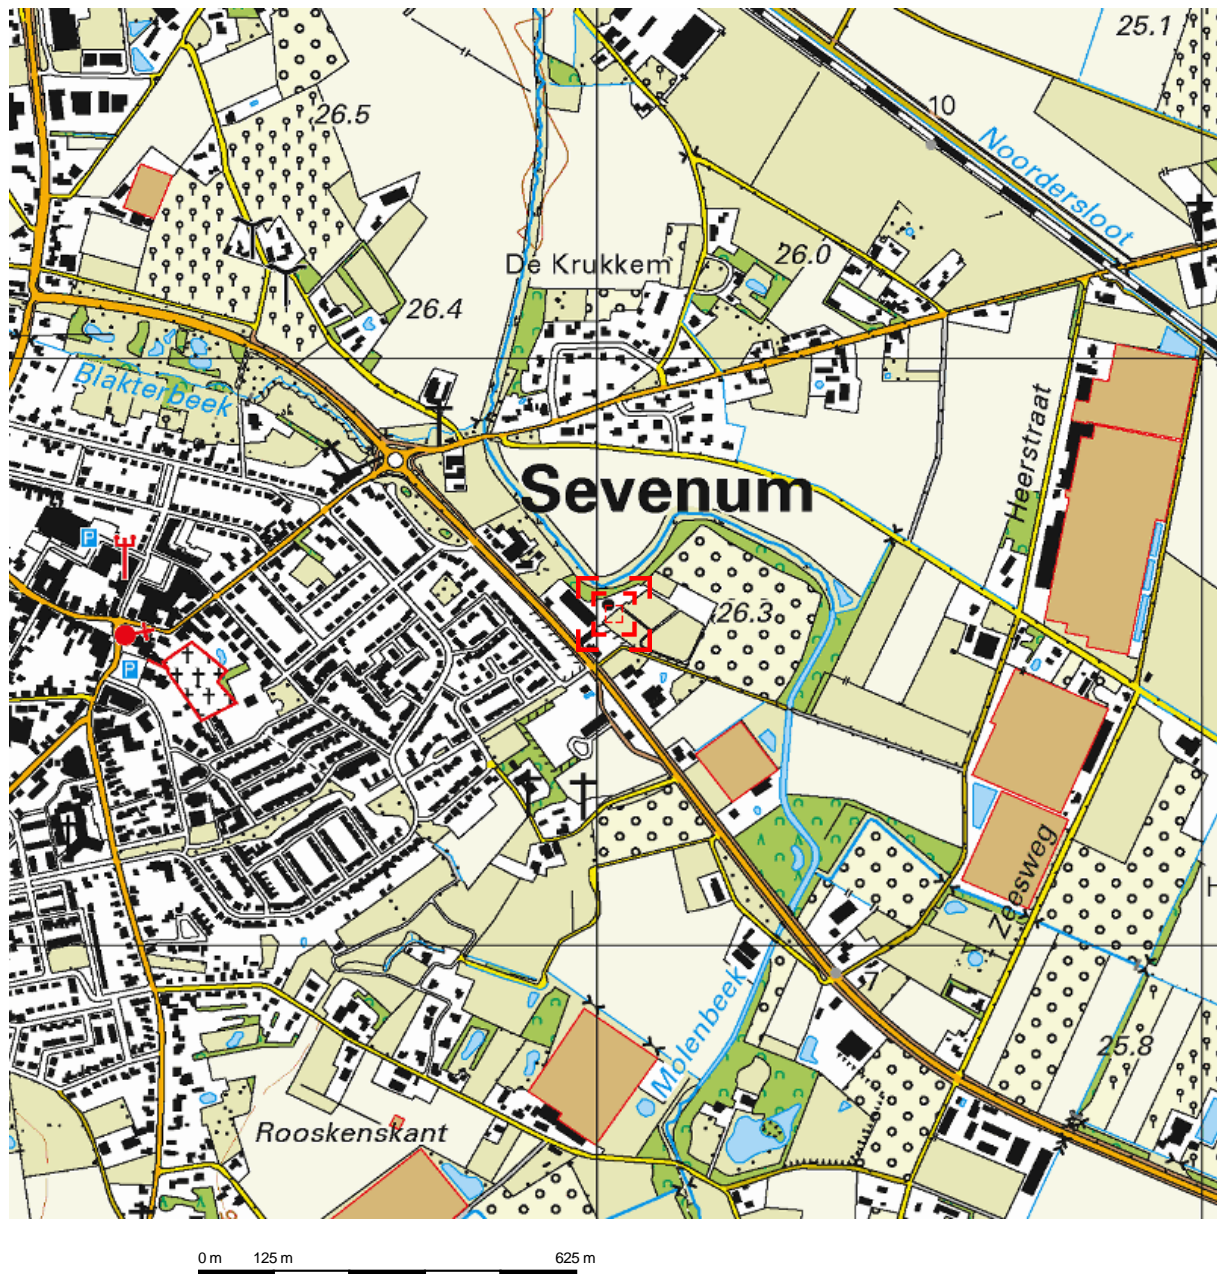 25.1
10
26.5
Noordersloot
De Krukkem
26.0
26.4
Blakterbeek
Heerstraat
Sevenum
P
26.3
P
Zeesweg
H
7
Molenbeek
25.8
Rooskenskant
0 m 125 m 625 m